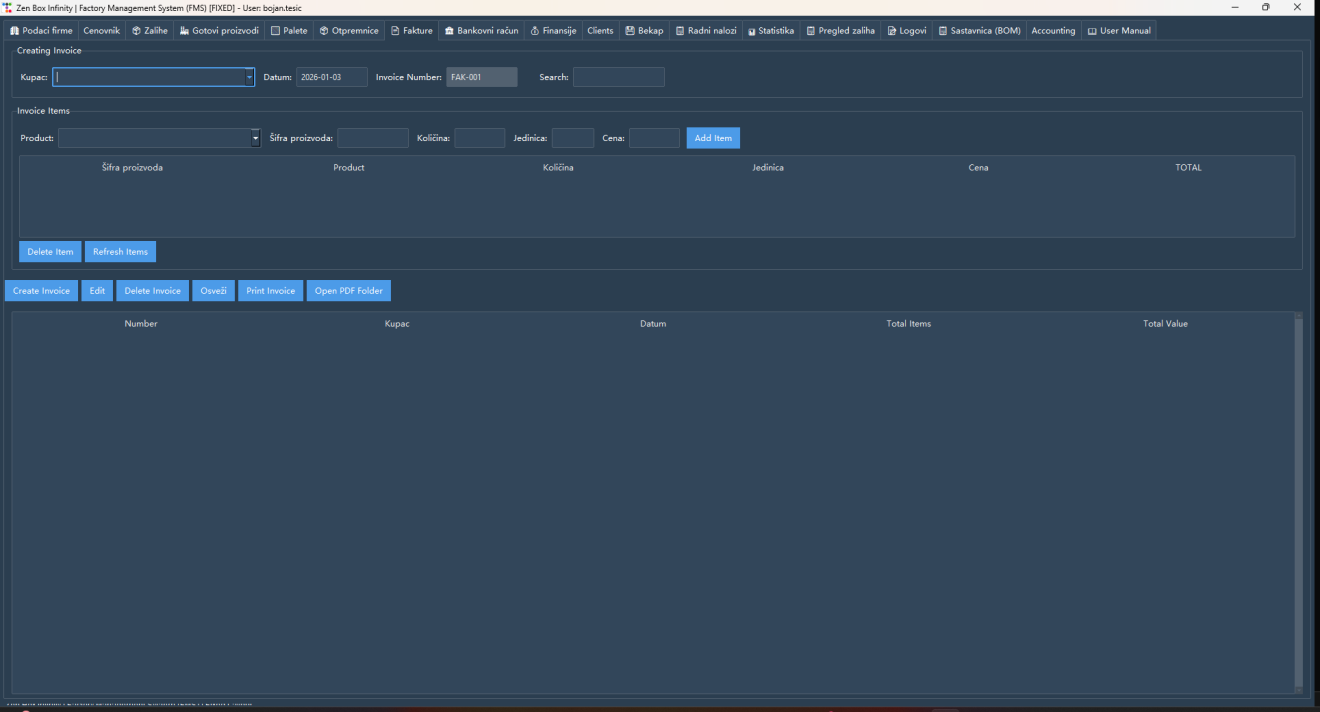 Zen Box Infinity | Factory Management System (FMS) [FIXED] - User: bojan.tesic
Podaci firme Cenovnik Zalihe Gotovi proizvodi Palete Otpremnice Fakture Bankovni račun Finansije Clients Bekap Radni nalozi Statistika Pregled zaliha Logovi Sastavnica (BOM) Accounting User Manual
Creating Invoice
Kupac: Datum: 2026-01-03 Invoice Number: FAK-001 Search:
Invoice Items
Product: Šifra proizvoda: Količina: Jedinica: Cena: Add Item
Šifra proizvoda Product Količina Jedinica Cena TOTAL
Delete Item Refresh Items
Create Invoice Edit Delete Invoice Osveži Print Invoice Open PDF Folder
Number Kupac Datum Total Items Total Value